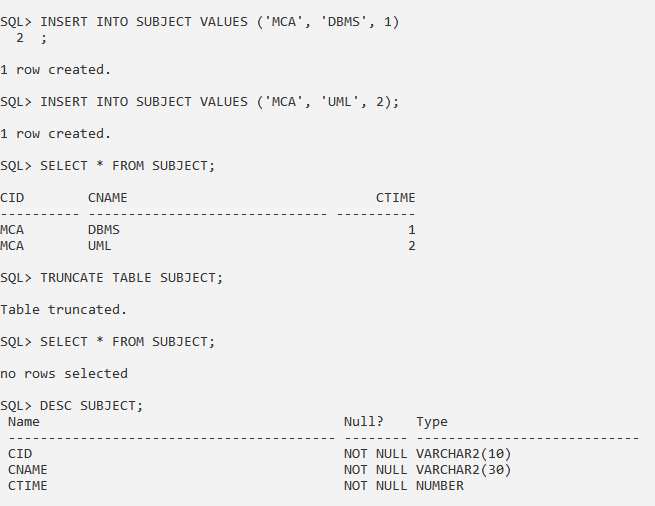 SQL> INSERT INTO SUBJECT VALUES ('MCA', 'DBMS', 1)
  2  ;
1 row created.
SQL> INSERT INTO SUBJECT VALUES ('MCA', 'UML', 2);
1 row created.
SQL> SELECT * FROM SUBJECT;
CID        CNAME                               CTIME
---------- ------------------------------ ----------
MCA        DBMS                                    1
MCA        UML                                     2
SQL> TRUNCATE TABLE SUBJECT;
Table truncated.
SQL> SELECT * FROM SUBJECT;
no rows selected
SQL> DESC SUBJECT;
 Name                                      Null?    Type
 ----------------------------------------- -------- ----------------------------
 CID                                       NOT NULL VARCHAR2(10)
 CNAME                                     NOT NULL VARCHAR2(30)
 CTIME                                     NOT NULL NUMBER